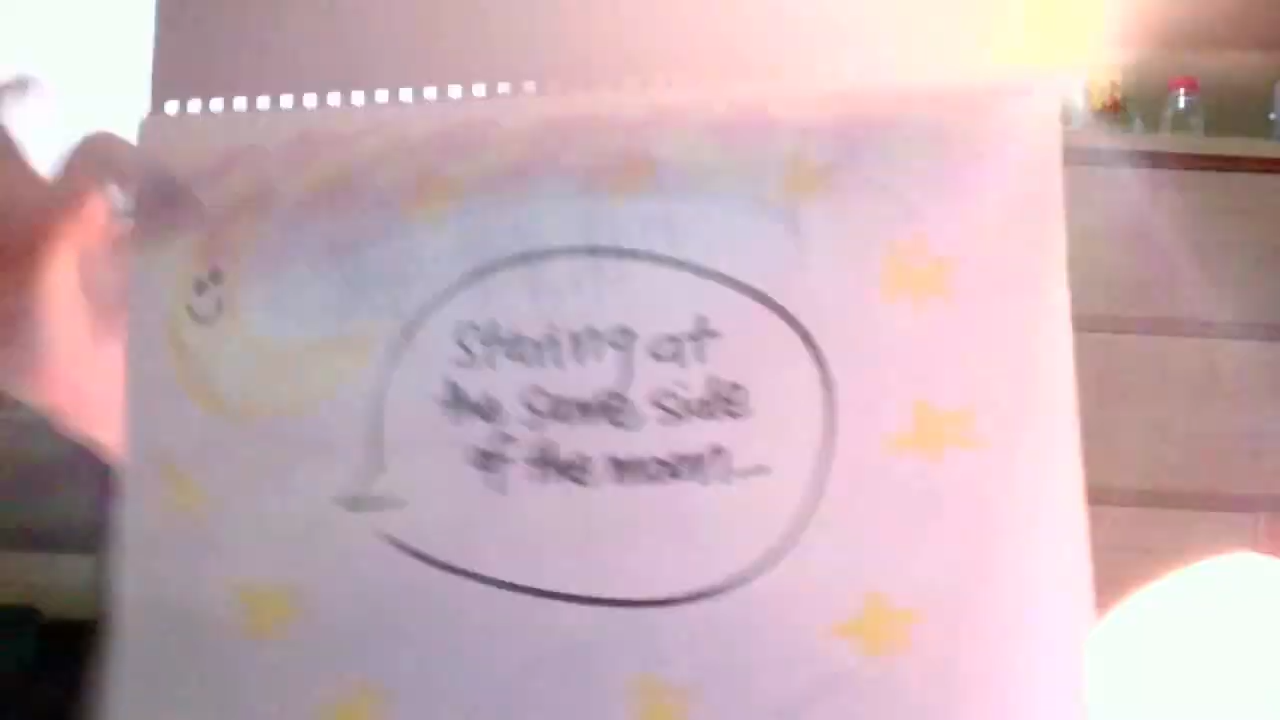 Staring at
the same side
of the moon...